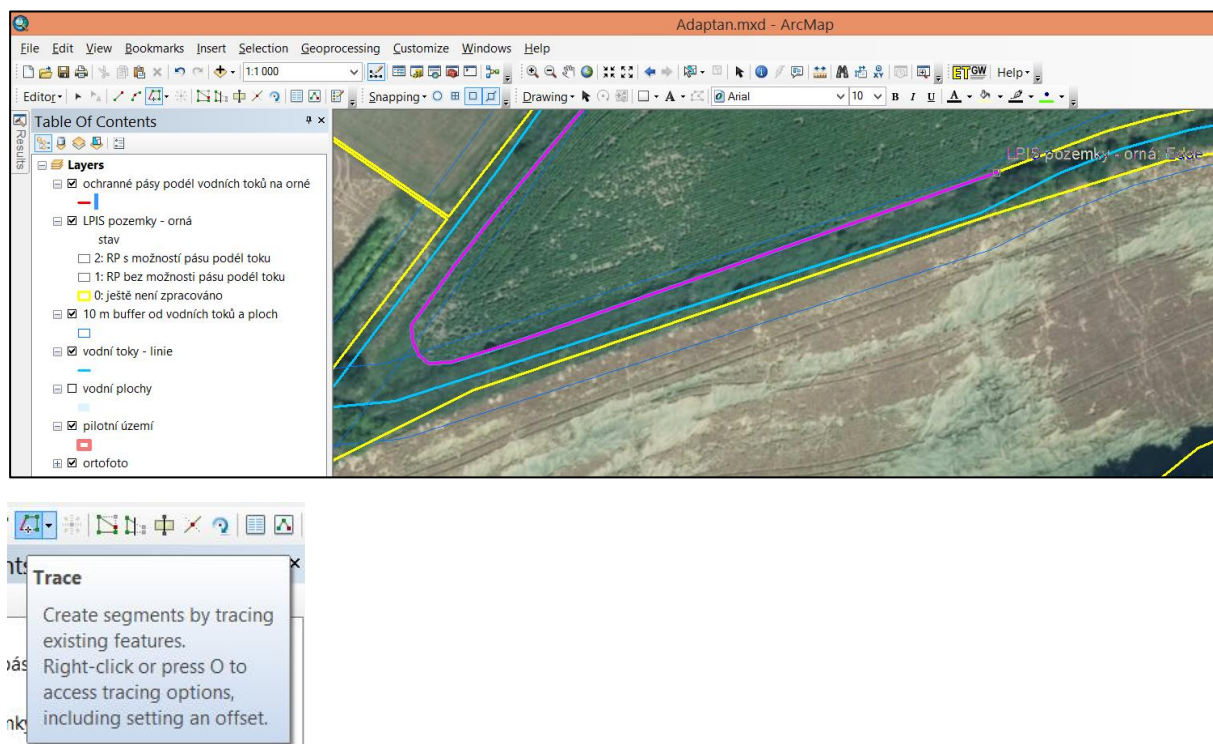 Adaptan.mxd - ArcMap
File Edit View Bookmarks Insert Selection Geoprocessing Customize Windows Help
1:1 000 ET GW Help
Editor Snapping Drawing A Arial 10 B I U A
Table Of Contents
Results
Layers
ochranné pásy podél vodních toků na orné
LPIS pozemky - orná
stav
2: RP s možností pásu podél toku
1: RP bez možnosti pásu podél toku
0: ještě není zpracováno
10 m buffer od vodních toků a ploch
vodní toky - linie
vodní plochy
pilotní území
ortofoto
LPIS pozemky - orná: Edge
Trace
Create segments by tracing
existing features.
Right-click or press O to
access tracing options,
including setting an offset.